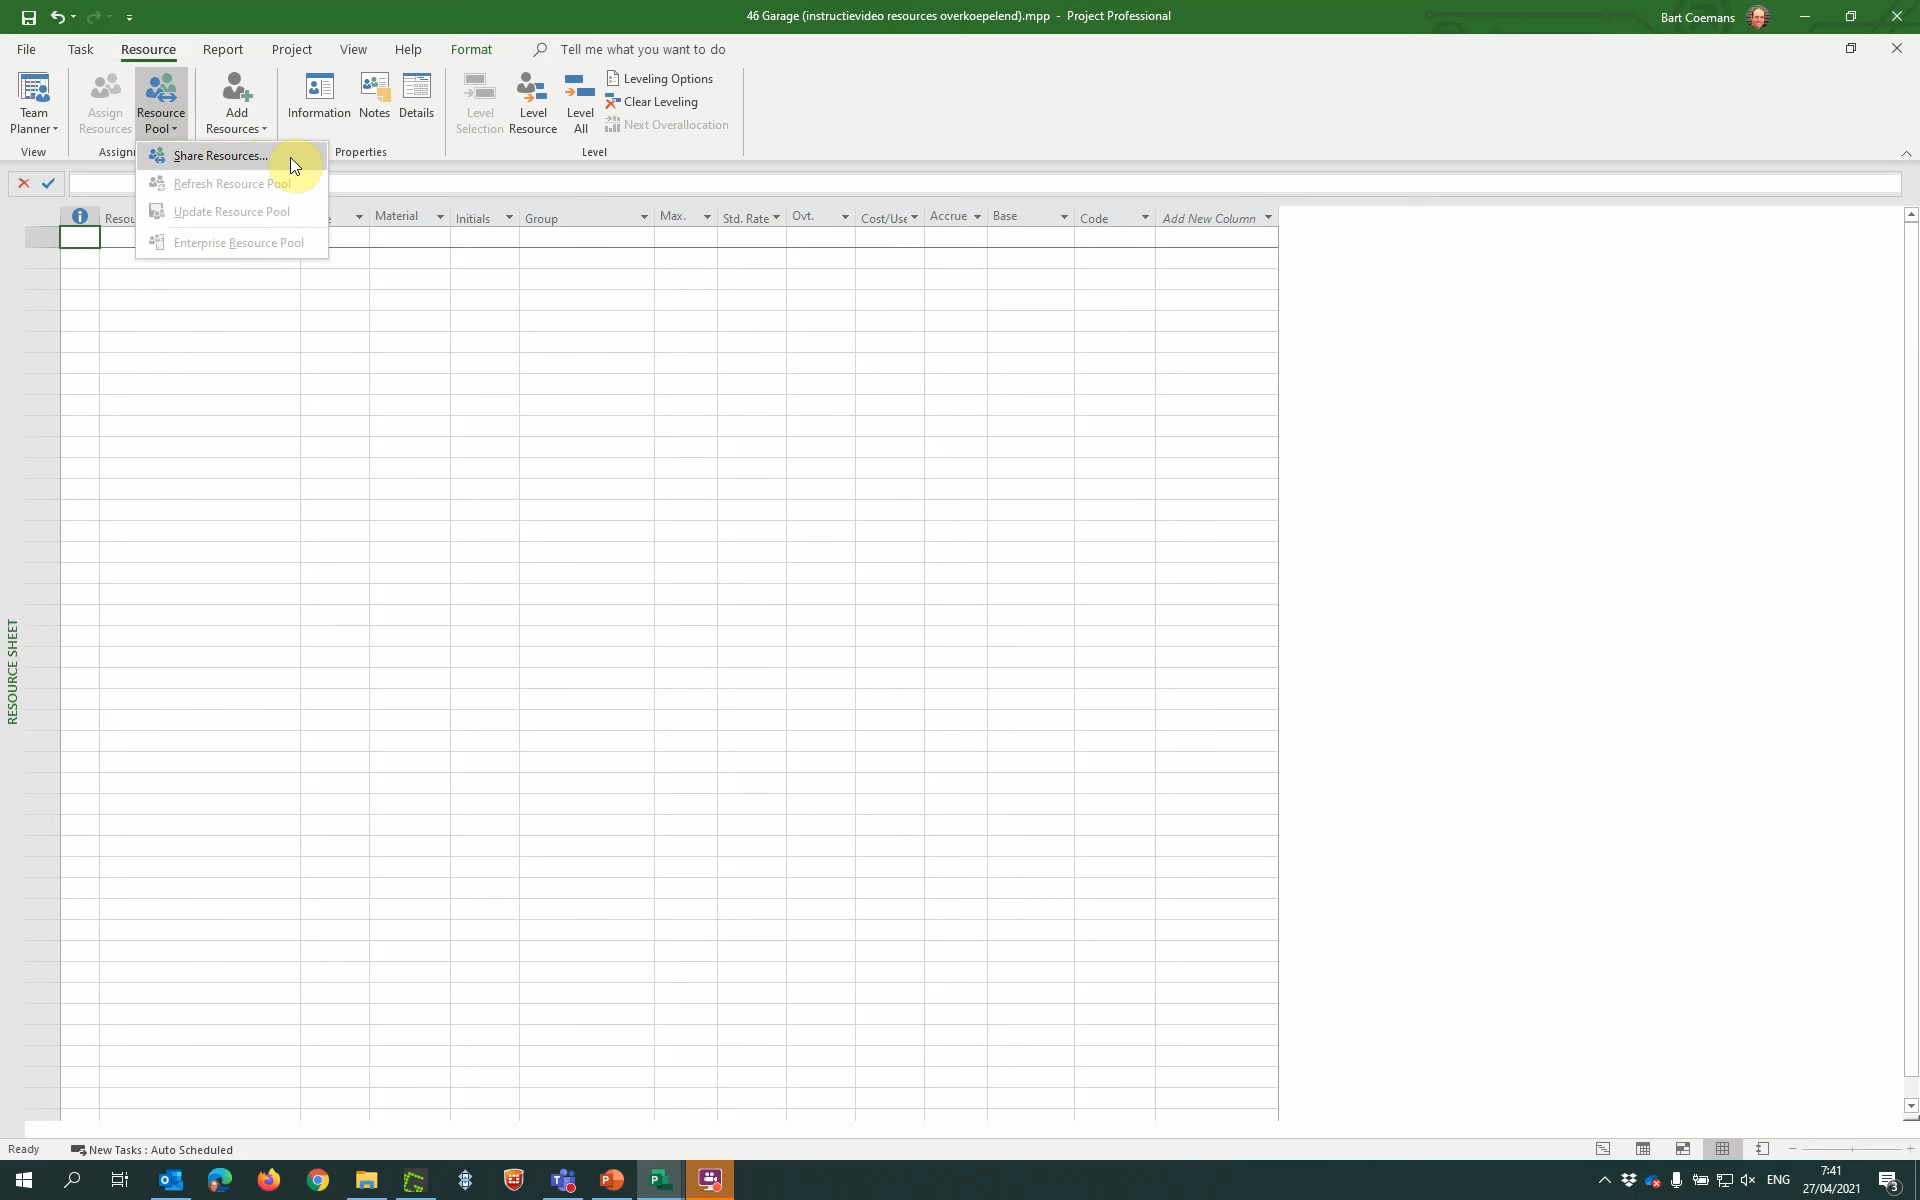 46 Garage (instructievideo resources overkoepelend).mpp - Project Professional
Bart Coemans
File Task Resource Report Project View Help Format Tell me what you want to do
Team Planner
Assign Resources
Resource Pool
Add Resources
Information
Notes
Details
Level Selection
Level Resource
Level All
Leveling Options
Clear Leveling
Next Overallocation
View
Assignm
Properties
Level
Share Resources...
Refresh Resource Pool
Update Resource Pool
Enterprise Resource Pool
Resou Material Initials Group Max. Std. Rate Ovt. Cost/Use Accrue Base Code Add New Column
RESOURCE SHEET
Ready New Tasks : Auto Scheduled
ENG
7:41
27/04/2021
3